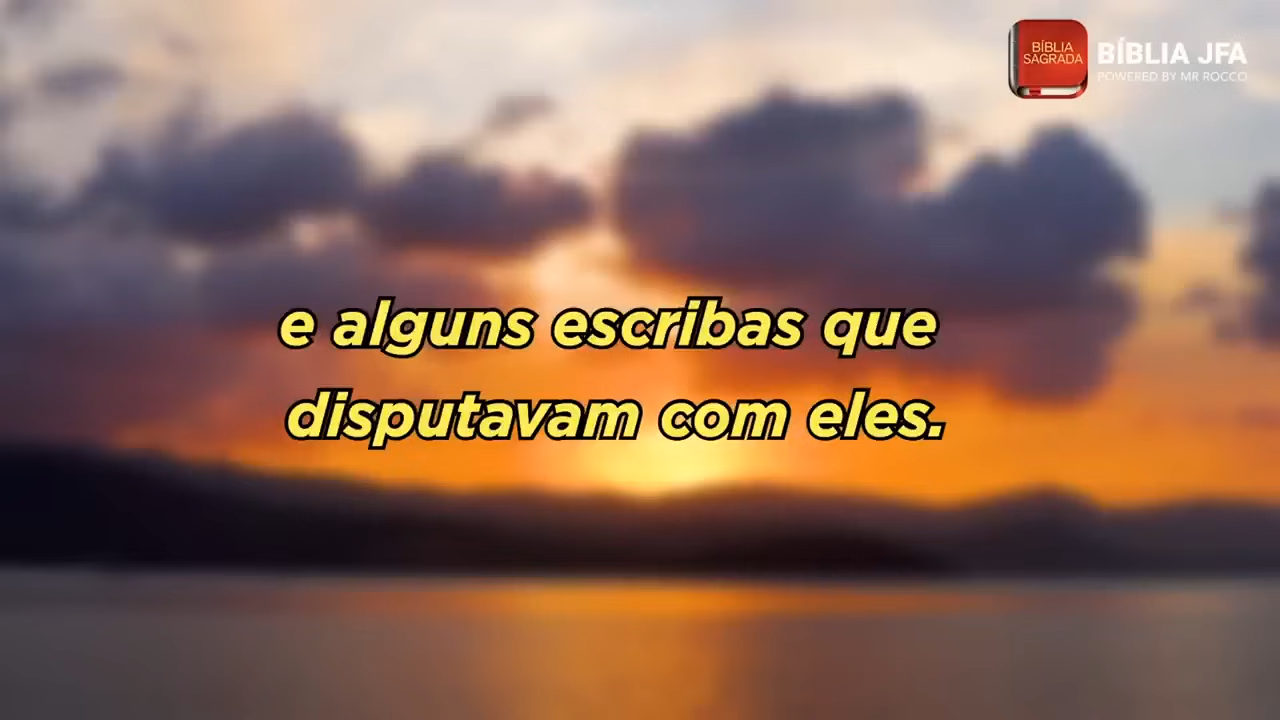 BÍBLIA
SAGRADA
BÍBLIA JFA
POWERED BY MR ROCCO
e alguns escribas que
disputavam com eles.